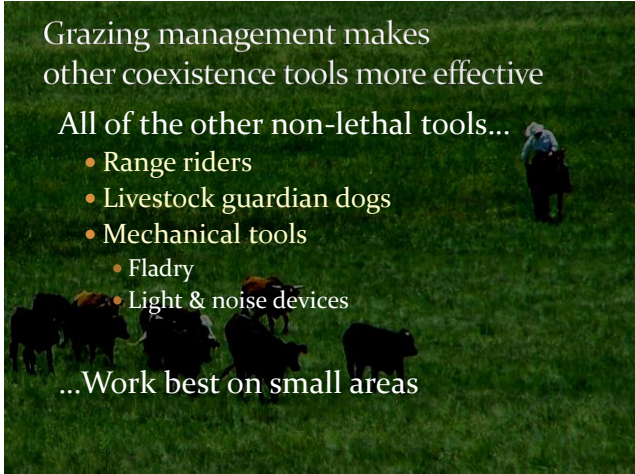 Grazing management makes
other coexistence tools more effective
All of the other non-lethal tools...
• Range riders
• Livestock guardian dogs
• Mechanical tools
• Fladry
• Light & noise devices
...Work best on small areas